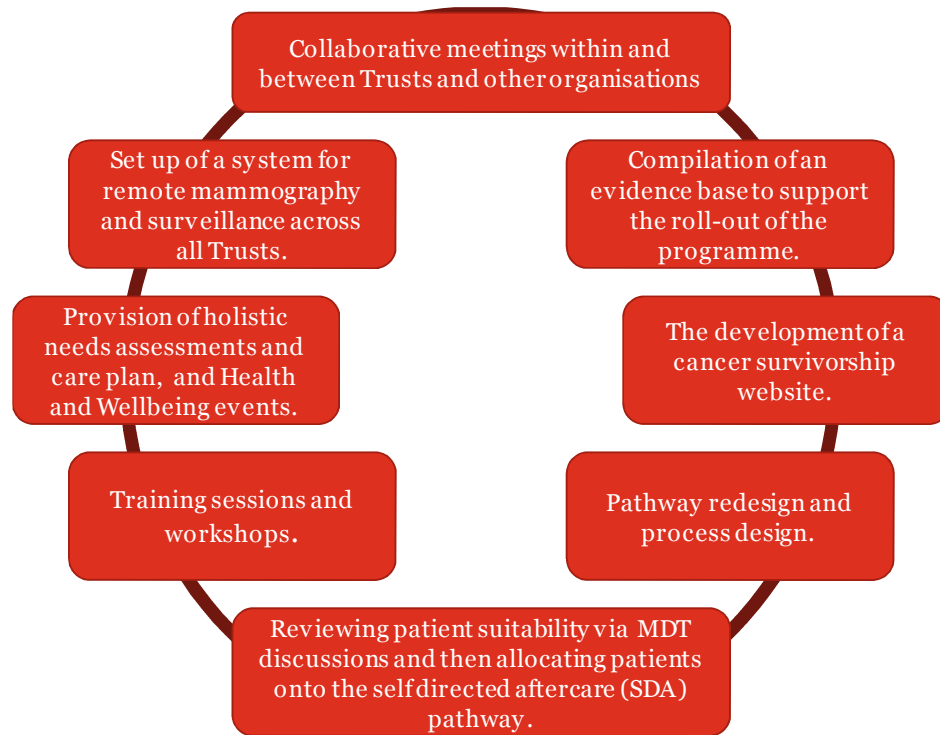 Collaborative meetings within and
between Trusts and other organisations
Compilation of an
evidence base to support
the roll-out of the
programme.
The development of a
cancer survivorship
website.
Pathway redesign and
process design.
Reviewing patient suitability via MDT
discussions and then allocating patients
onto the self directed aftercare (SDA)
pathway.
Training sessions and
workshops.
Provision of holistic
needs assessments and
care plan, and Health
and Wellbeing events.
Set up of a system for
remote mammography
and surveillance across
all Trusts.